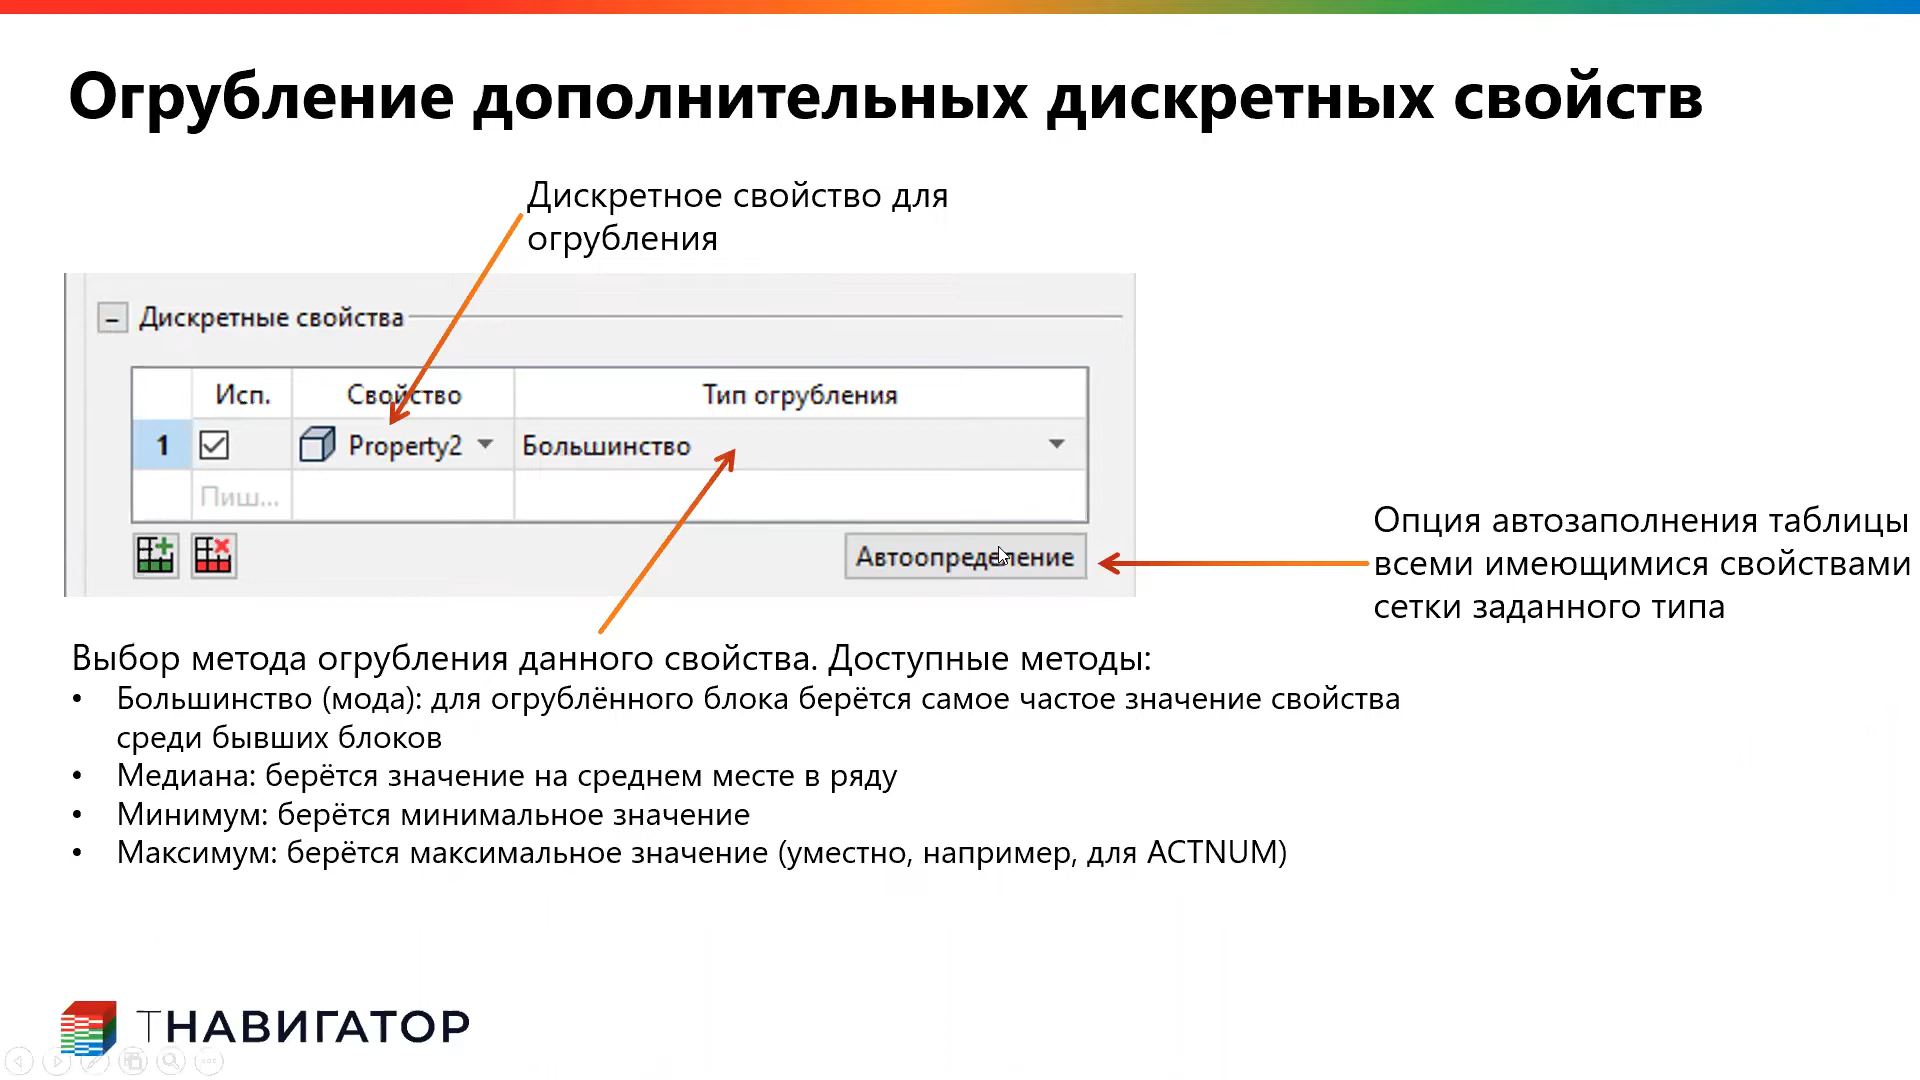 Огрубление дополнительных дискретных свойств
Дискретное свойство для
огрубления
Дискретные свойства
Исп. Свойство Тип огрубления
1 Property2 Большинство
Пиш...
Автоопределение
Опция автозаполнения таблицы
всеми имеющимися свойствами
сетки заданного типа
Выбор метода огрубления данного свойства. Доступные методы:
• Большинство (мода): для огрублённого блока берётся самое частое значение свойства
среди бывших блоков
• Медиана: берётся значение на среднем месте в ряду
• Минимум: берётся минимальное значение
• Максимум: берётся максимальное значение (уместно, например, для ACTNUM)
ТНАВИГАТОР